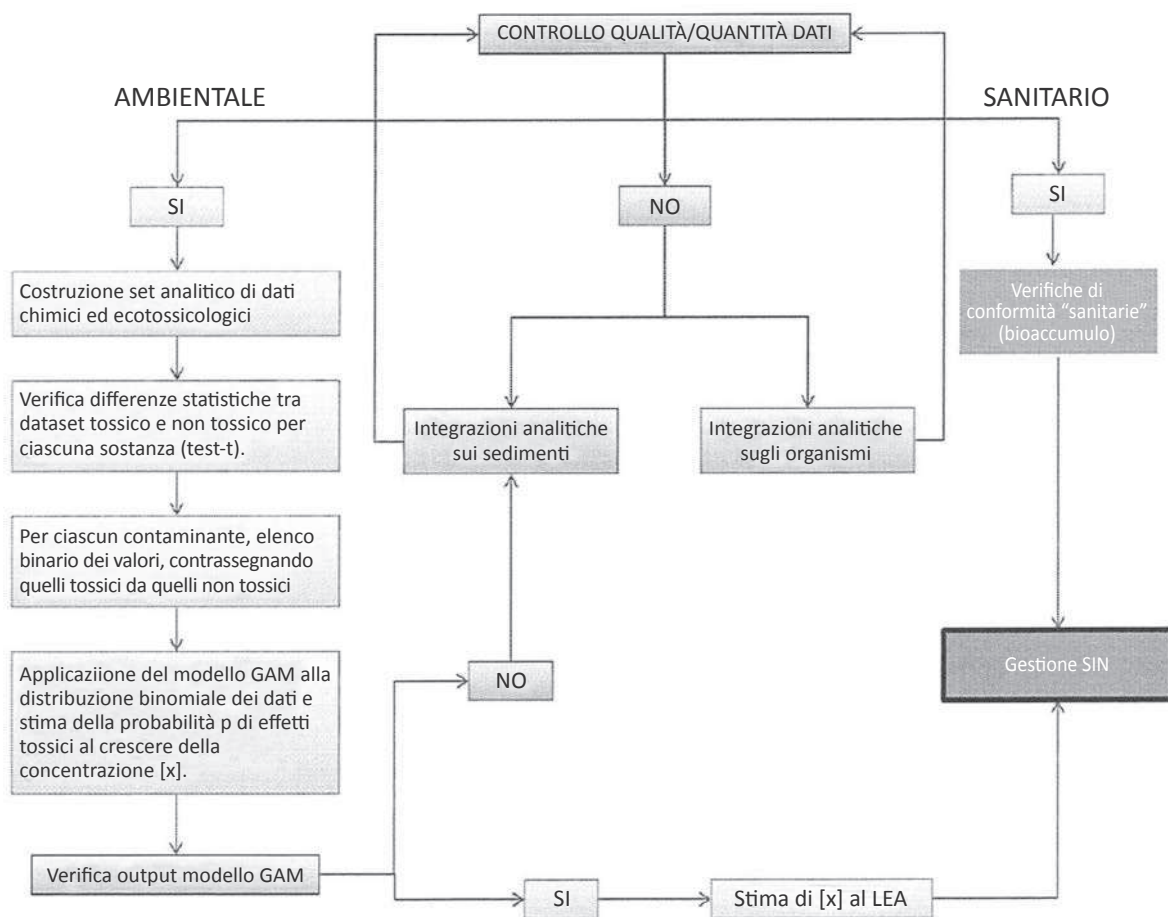 CONTROLLO QUALITÀ/QUANTITÀ DATI
AMBIENTALE
SANITARIO
SI
NO
SI
Costruzione set analitico di dati
chimici ed ecotossicologici
Verifiche di
conformità “sanitarie”
(bioaccumulo)
Verifica differenze statistiche tra
dataset tossico e non tossico per
ciascuna sostanza (test-t).
Integrazioni analitiche
sui sedimenti
Integrazioni analitiche
sugli organismi
Per ciascun contaminante, elenco
binario dei valori, contrassegnando
quelli tossici da quelli non tossici
Applicaziione del modello GAM alla
distribuzione binomiale dei dati e
stima della probabilità p di effetti
tossici al crescere della
concentrazione [x].
NO
Gestione SIN
Verifica output modello GAM
SI
Stima di [x] al LEA